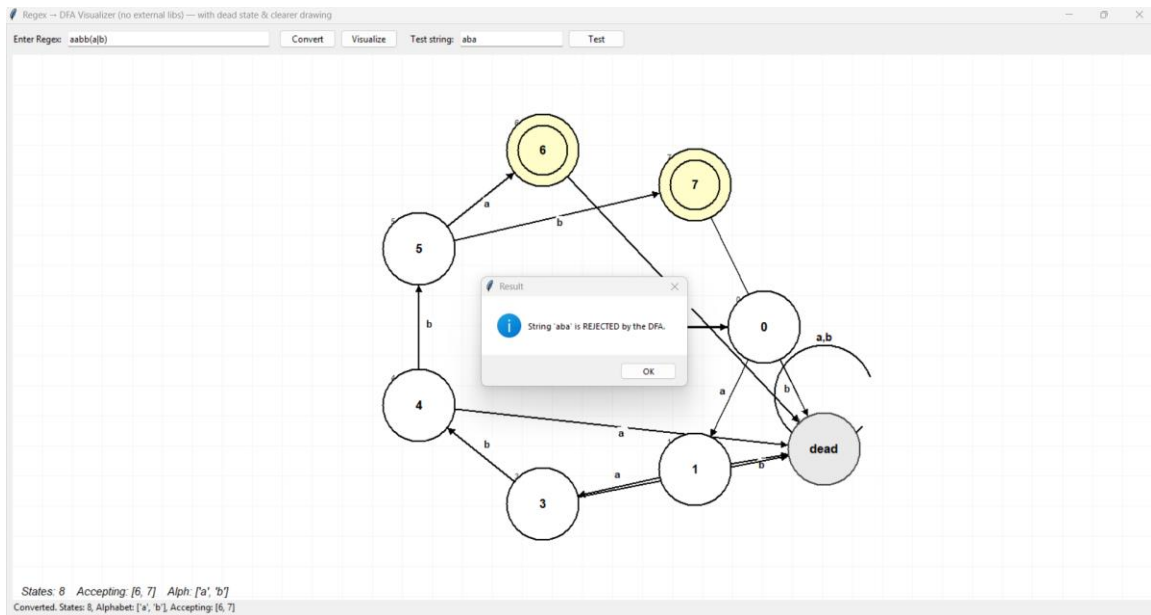 Regex → DFA Visualizer (no external libs) — with dead state & clearer drawing
Enter Regex: aabb(a|b) Convert Visualize Test string: aba Test
6
7
a
b
5
Result
String 'aba' is REJECTED by the DFA.
OK
0
a,b
b
a
b
4
a
dead
b
a
1
b
3
States: 8 Accepting: [6, 7] Alph: ['a', 'b']
Converted. States: 8, Alphabet: ['a', 'b'], Accepting: [6, 7]